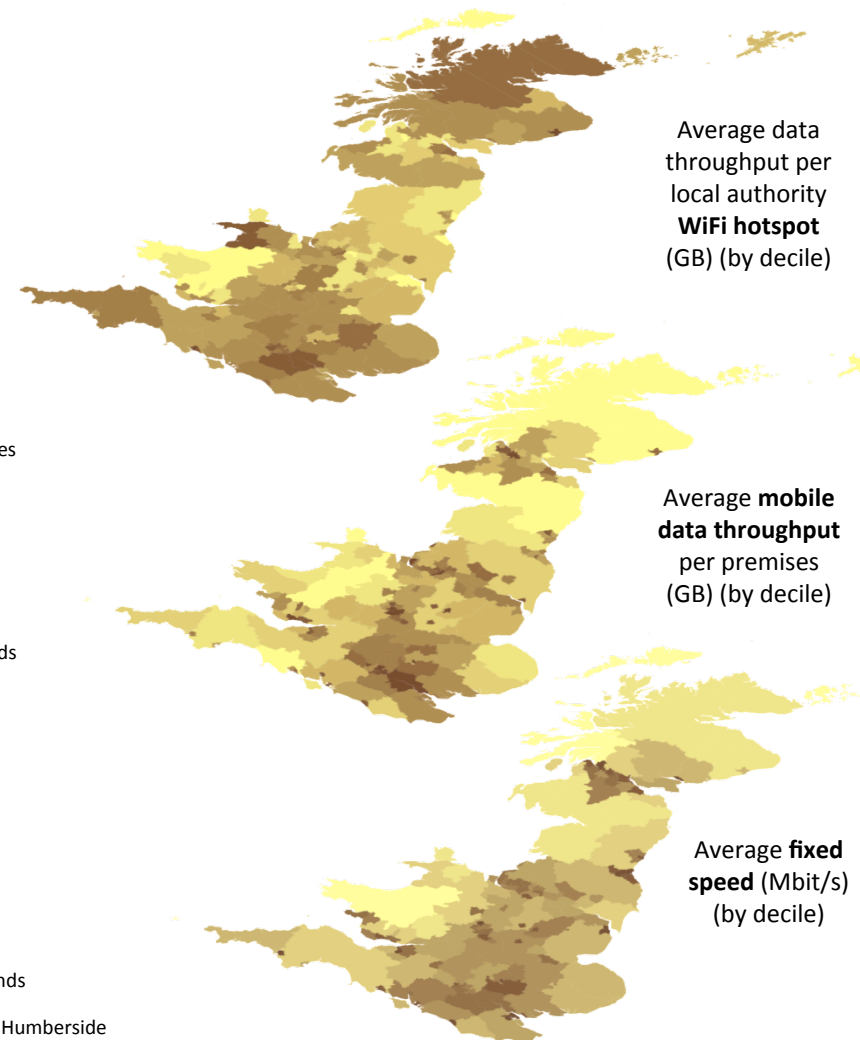 Average data
throughput per
local authority
WiFi hotspot
(GB) (by decile)
es
Average mobile
data throughput
per premises
(GB) (by decile)
ds
Average fixed
speed (Mbit/s)
(by decile)
nds
Humberside